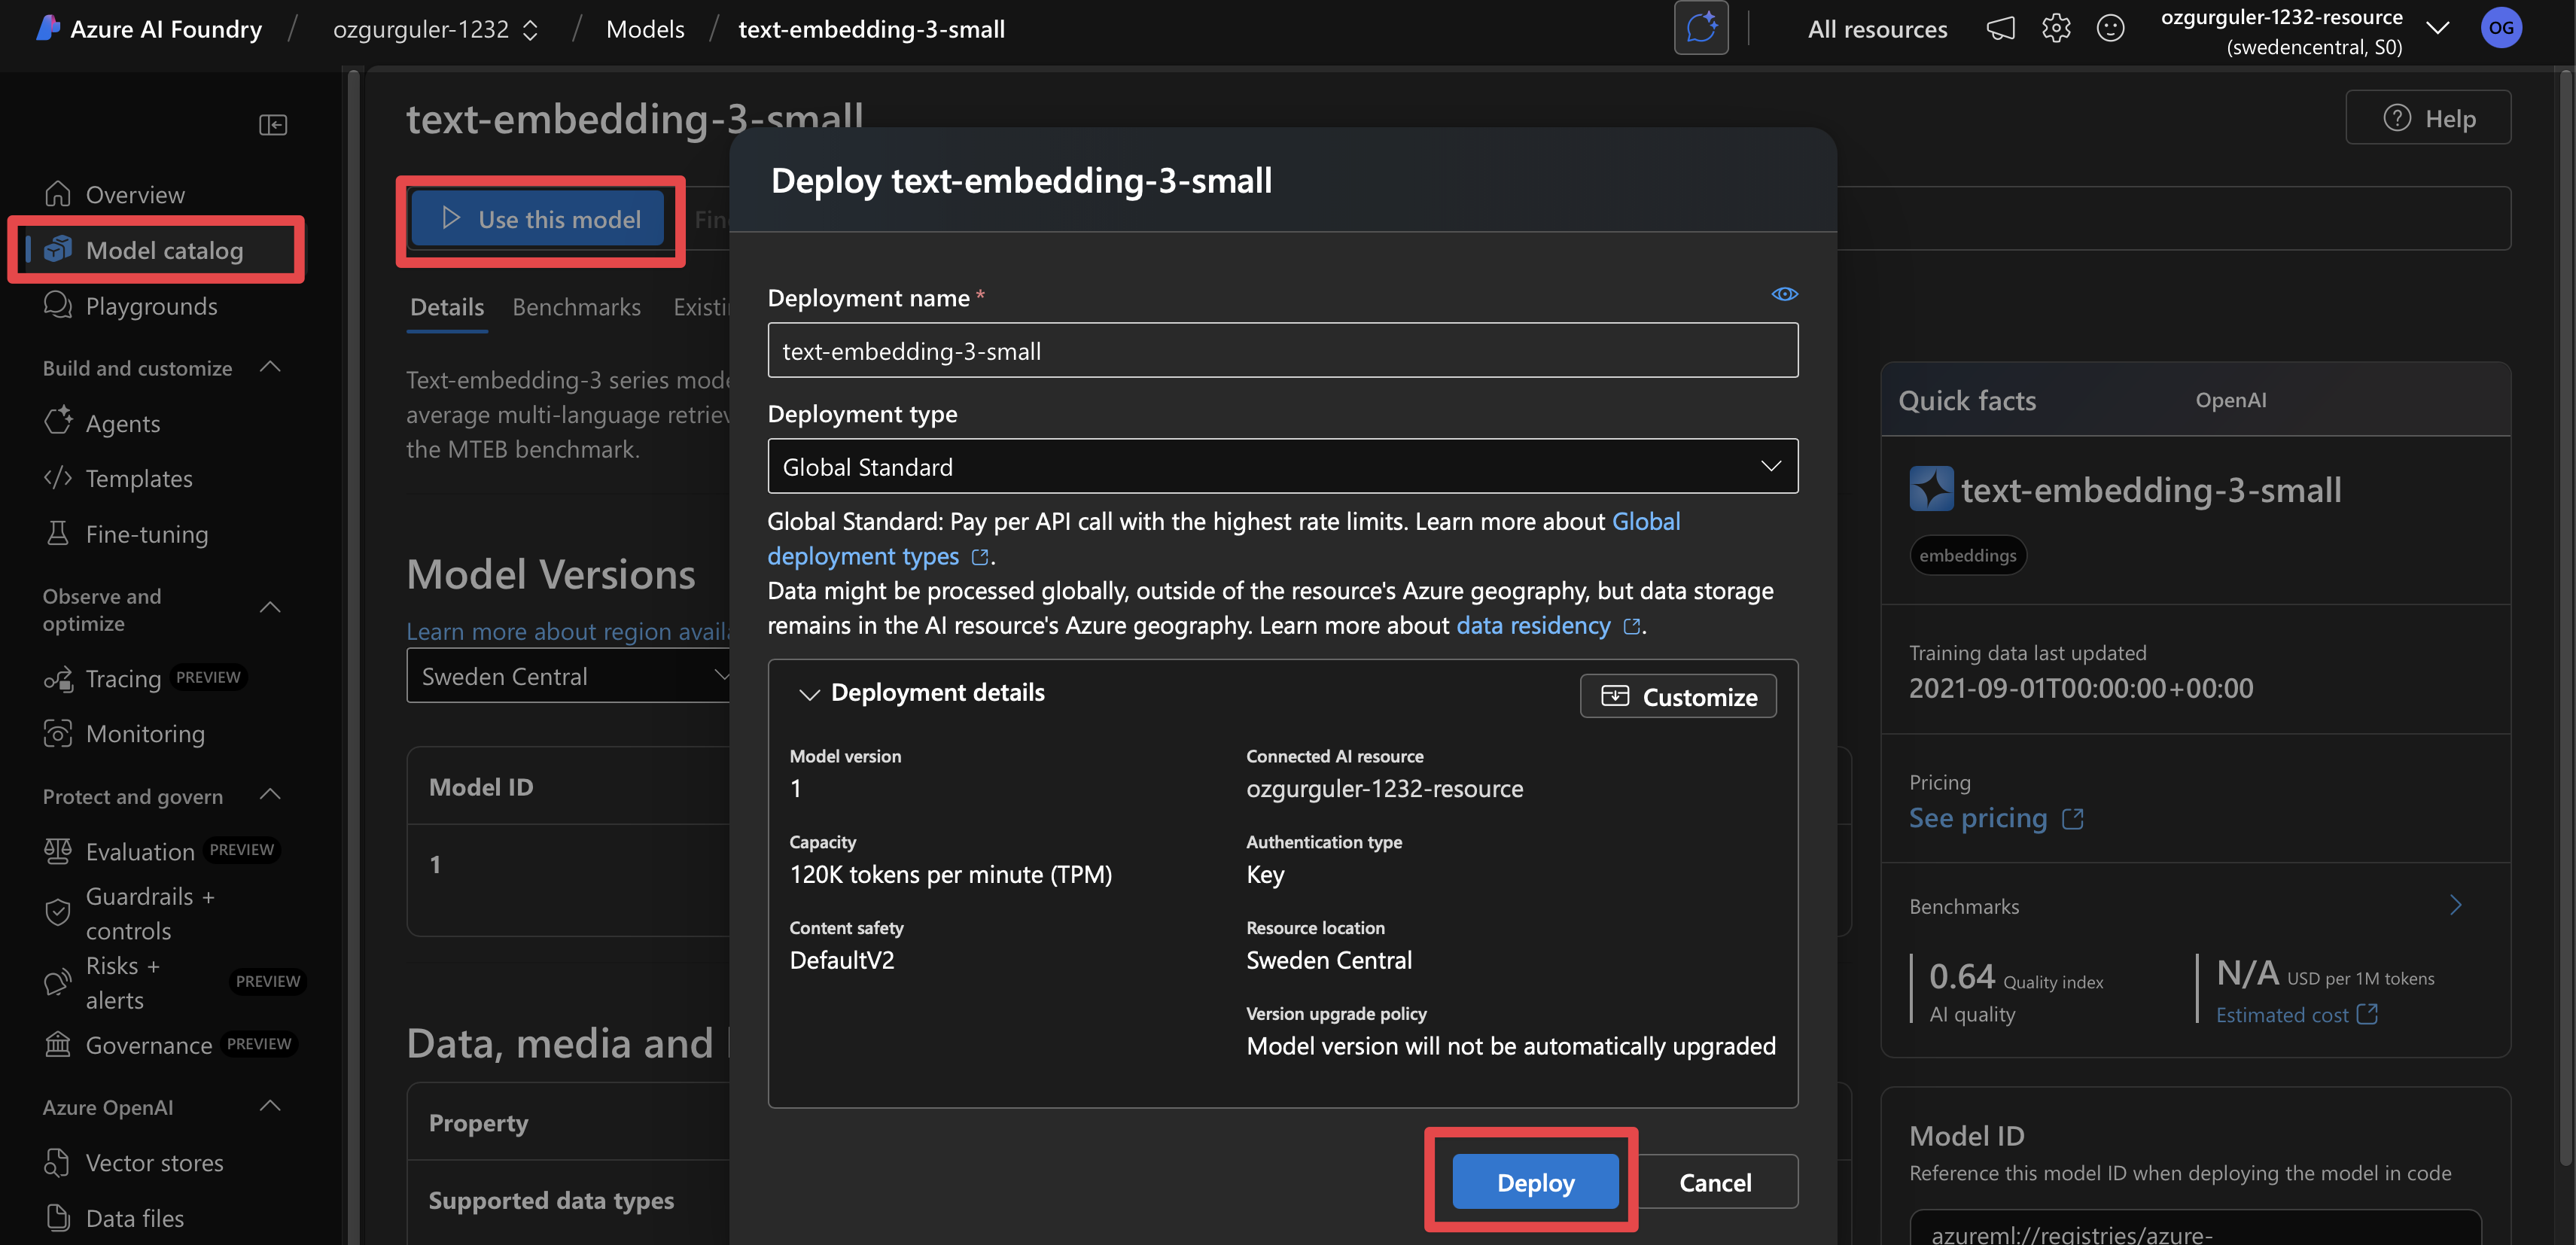 Azure AI Foundry / ozgurguler-1232 / Models / text-embedding-3-small
All resources
ozgurguler-1232-resource
(swedencentral, S0)
OG
Overview
Model catalog
Playgrounds
Build and customize
Agents
Templates
Fine-tuning
Observe and
optimize
Tracing PREVIEW
Monitoring
Protect and govern
Evaluation PREVIEW
Guardrails +
controls
Risks +
alerts PREVIEW
Governance PREVIEW
Azure OpenAI
Vector stores
Data files
text-embedding-3-small
Help
Use this model
Details Benchmarks
Text-embedding-3 series
average multi-language
the MTEB benchmark.
Model Versions
Learn more about region
Sweden Central
Model ID
1
Data, media and
Property
Supported data types
Deploy text-embedding-3-small
Deployment name *
text-embedding-3-small
Deployment type
Global Standard
Global Standard: Pay per API call with the highest rate limits. Learn more about Global
deployment types .
Data might be processed globally, outside of the resource's Azure geography, but data storage
remains in the AI resource's Azure geography. Learn more about data residency .
Deployment details
Customize
Model version
1
Capacity
120K tokens per minute (TPM)
Content safety
DefaultV2
Connected AI resource
ozgurguler-1232-resource
Authentication type
Key
Resource location
Sweden Central
Version upgrade policy
Model version will not be automatically upgraded
Deploy
Cancel
Quick facts OpenAI
text-embedding-3-small
embeddings
Training data last updated
2021-09-01T00:00:00+00:00
Pricing
See pricing
Benchmarks
0.64 Quality index
AI quality
N/A USD per 1M tokens
Estimated cost
Model ID
Reference this model ID when deploying the model in code
azureml://registries/azure-